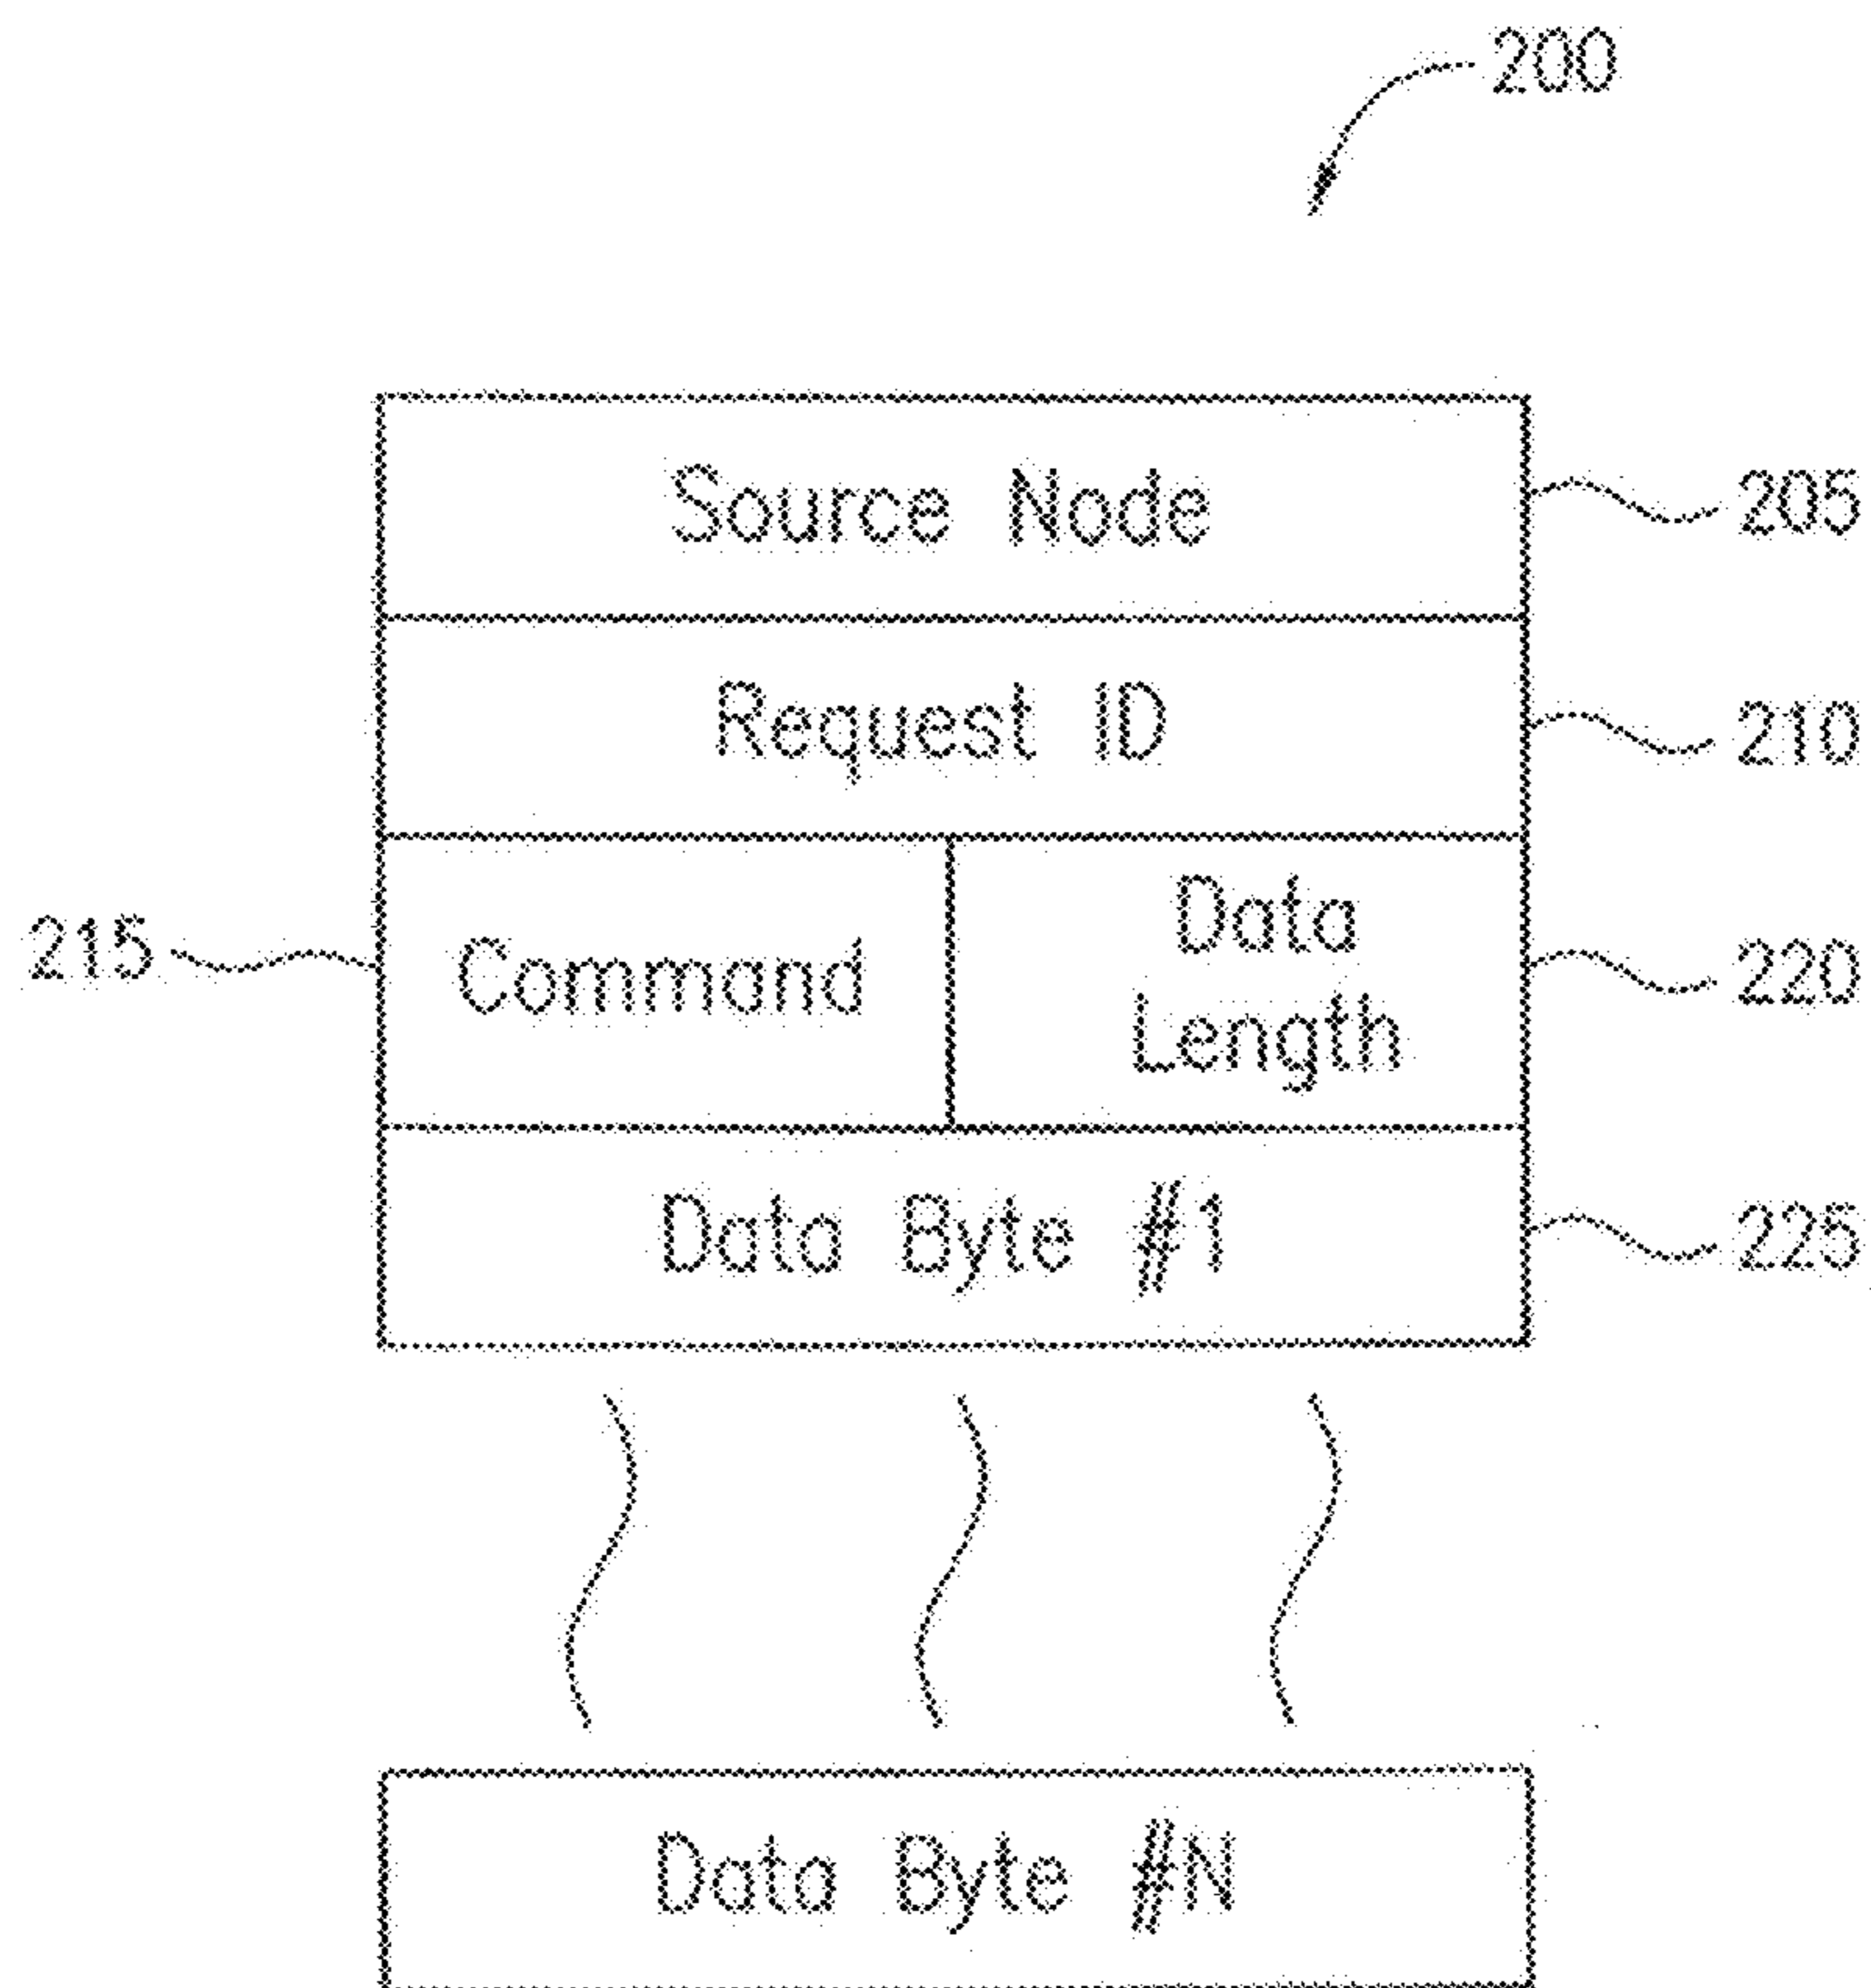 200
Source Node
205
Request ID
210
215
Command
Data
Length
220
Data Byte #1
225
Data Byte #N